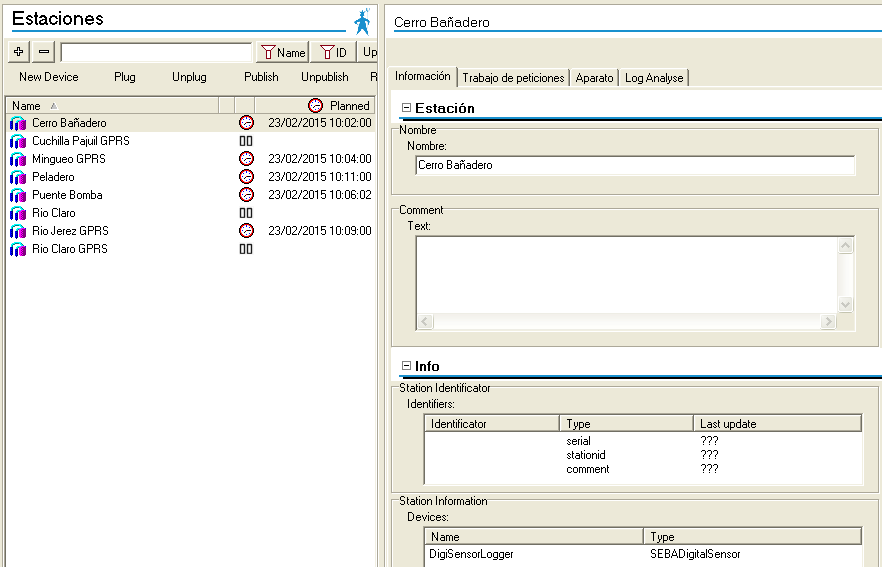 Estaciones
Name
ID
Up
New Device
Plug
Unplug
Publish
Unpublish
R
Name
Planned
Cerro Bañadero 23/02/2015 10:02:00
Cuchilla Pajuil GPRS
Mingueo GPRS 23/02/2015 10:04:00
Peladero 23/02/2015 10:11:00
Puente Bomba 23/02/2015 10:06:02
Rio Claro
Rio Jerez GPRS 23/02/2015 10:09:00
Rio Claro GPRS
Cerro Bañadero
Información
Trabajo de peticiones
Aparato
Log Analyse
Estación
Nombre
Nombre:
Cerro Bañadero
Comment
Text:
Info
Station Identificator
Identifiers:
Identificator Type Last update
serial ???
stationid ???
comment ???
Station Information
Devices:
Name Type
DigiSensorLogger SEBADigitalSensor